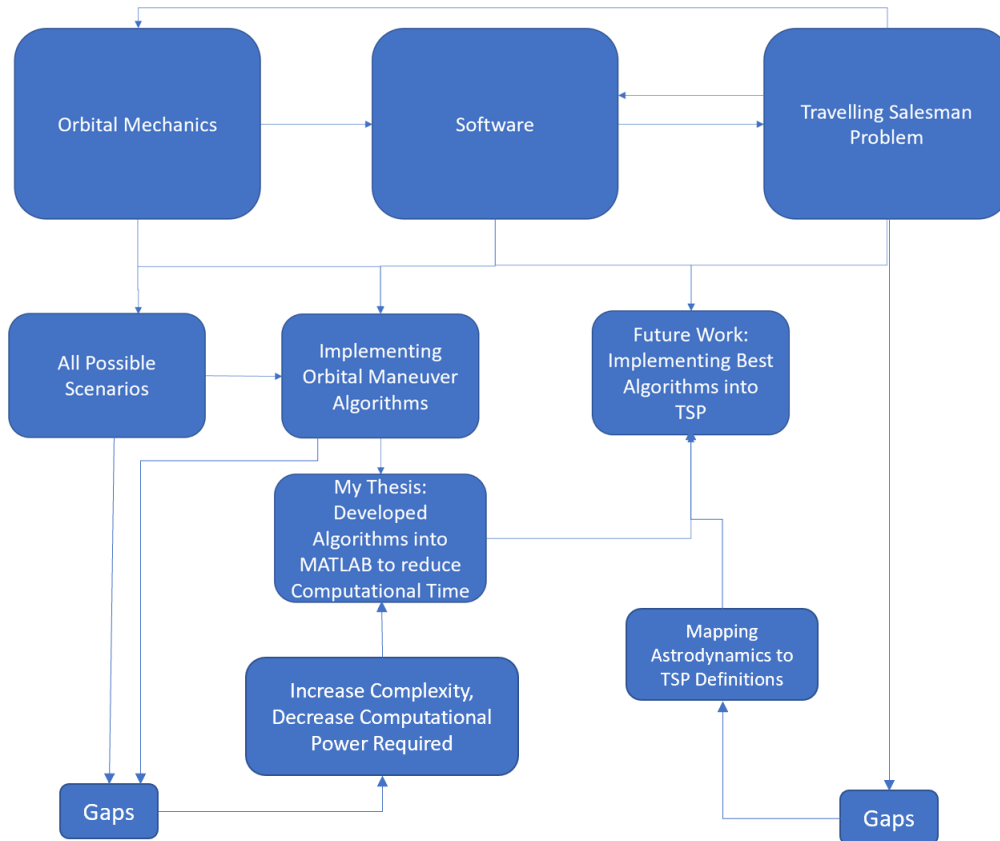 Orbital Mechanics
Software
Travelling Salesman
Problem
All Possible
Scenarios
Implementing
Orbital Maneuver
Algorithms
Future Work:
Implementing Best
Algorithms into
TSP
My Thesis:
Developed
Algorithms into
MATLAB to reduce
Computational Time
Mapping
Astrodynamics to
TSP Definitions
Increase Complexity,
Decrease Computational
Power Required
Gaps
Gaps